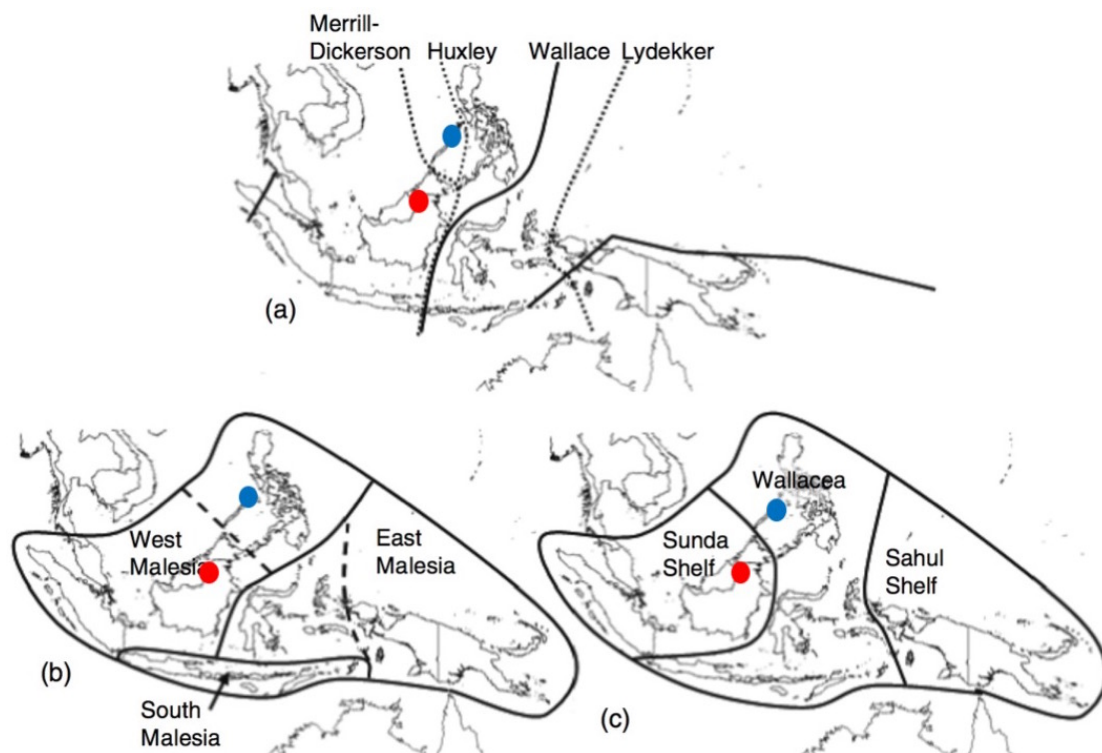 Merrill-
Dickerson Huxley Wallace Lydekker
(a)
West
Malesia
East
Malesia
(b)
South
Malesia
Wallacea
Sunda
Shelf
Sahul
Shelf
(c)